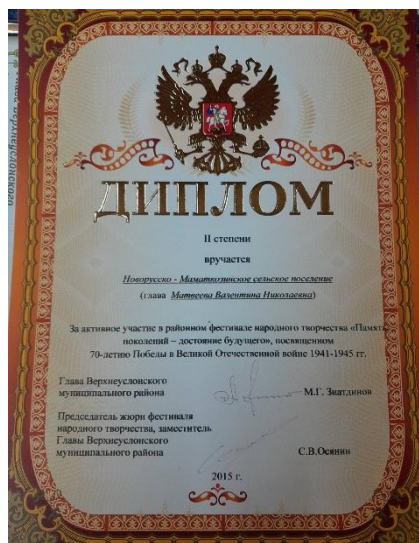 ДИПЛОМ
II степени
вручается
Новорусско - Маматкозинское сельское поселение
(глава Матвеева Валентина Николаевна)
За активное участие в районном фестивале народного творчества «Память
поколений – достояние будущего», посвященном
70-летию Победы в Великой Отечественной войне 1941-1945 гг.
Глава Верхнеуслонского
муниципального района М.Г. Зиатдинов
Председатель жюри фестиваля
народного творчества, заместитель
Главы Верхнеуслонского
муниципального района С.В.Осянин
2015 г.